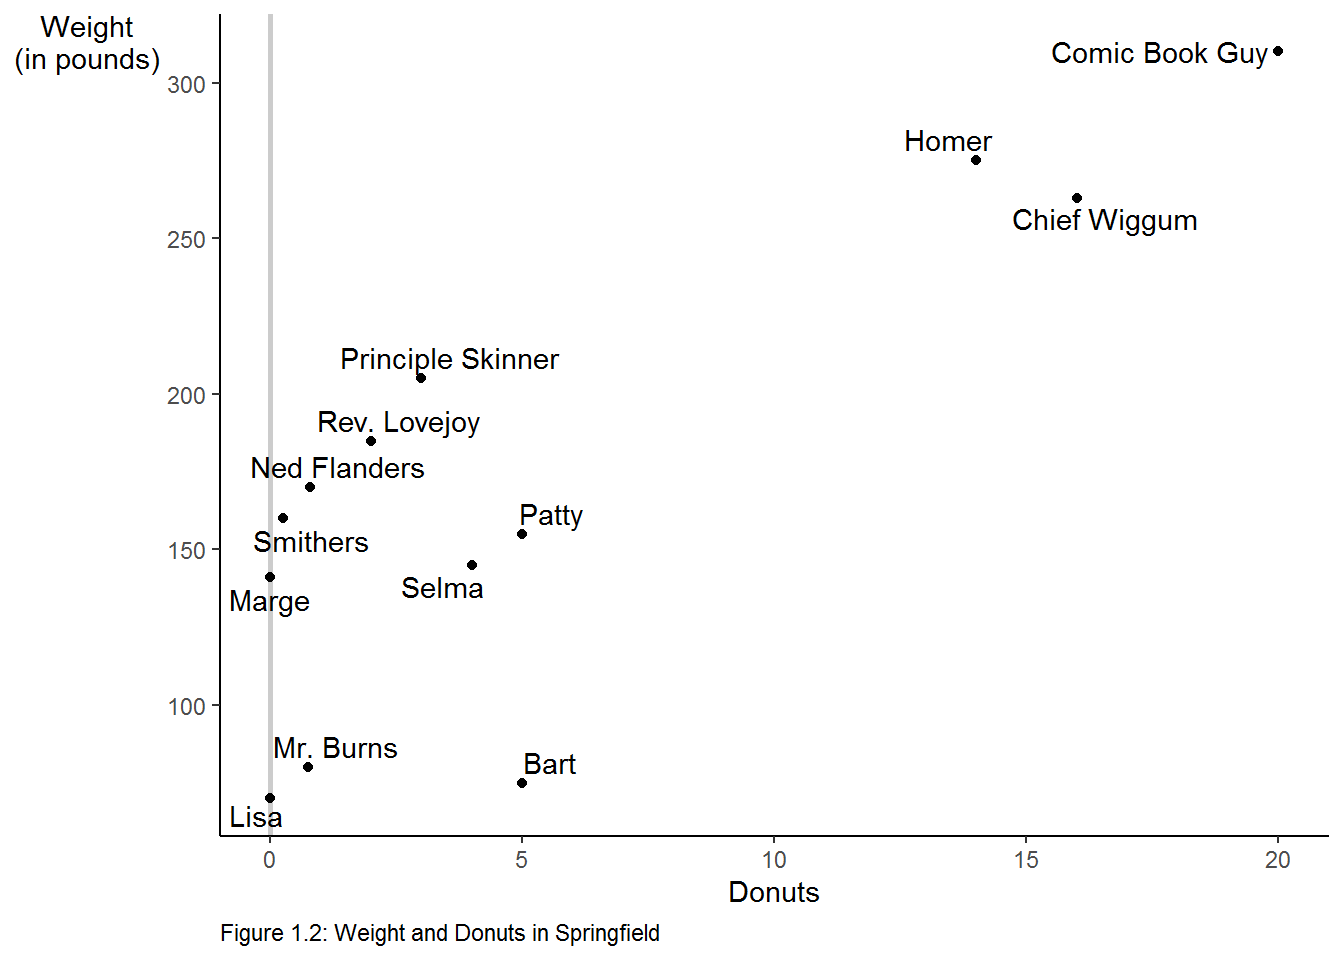 Weight
(in pounds)
Comic Book Guy
300
Homer
Chief Wiggum
250
Principle Skinner
200
Rev. Lovejoy
Ned Flanders
Patty
Smithers
150
Selma
Marge
100
Mr. Burns
Bart
Lisa
0 5 10 15 20
Donuts
Figure 1.2: Weight and Donuts in Springfield